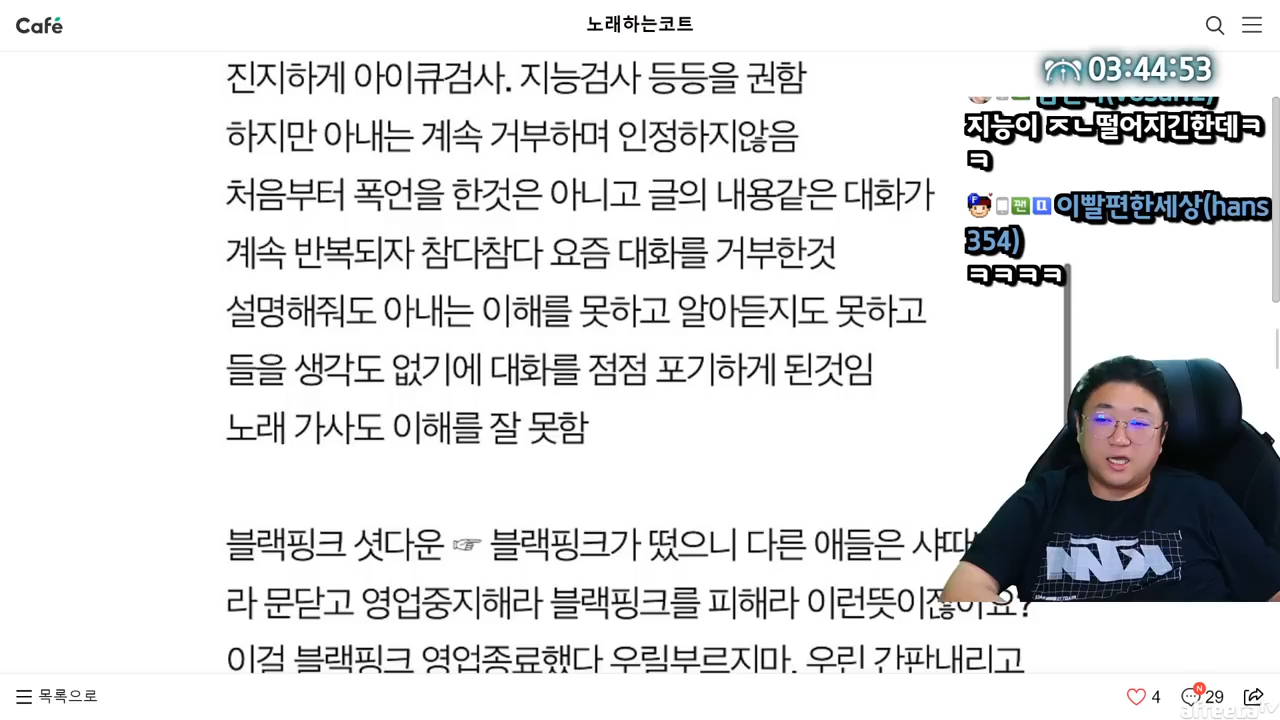 Café
노래하는코트
03:44:53
진지하게 아이큐검사. 지능검사 등등을 권함
하지만 아내는 계속 거부하며 인정하지않음
처음부터 폭언을 한것은 아니고 글의 내용같은 대화가
계속 반복되자 참다참다 요즘 대화를 거부한것
설명해줘도 아내는 이해를 못하고 알아듣지도 못하고
들을 생각도 없기에 대화를 점점 포기하게 된것임
노래 가사도 이해를 잘 못함
블랙핑크 셧다운 ☞ 블랙핑크가 떴으니 다른 애들은 샤따
라 문닫고 영업중지해라 블랙핑크를 피해라 이런뜻이잖아요?
이걸 블랙핑크 영업종료했다 우릴부르지마. 우린 간판내리고
지능이 ㅈㄴ떨어지긴한데ㅋ
ㅋ
팬 이빨편한세상(hans
354)
ㅋㅋㅋㅋ
목록으로
4
N
29
afreecaTV